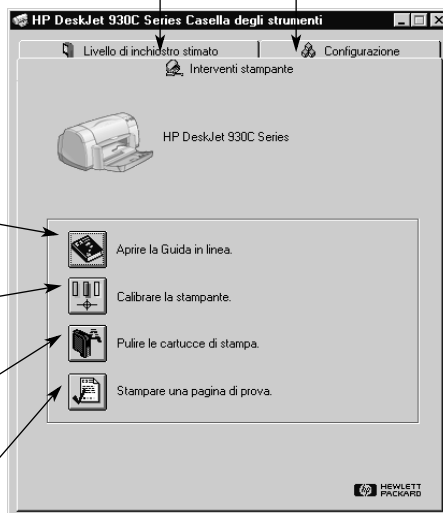 HP DeskJet 930C Series Casella degli strumenti
Livello di inchiostro stimato
Configurazione
Interventi stampante
HP DeskJet 930C Series
Aprire la Guida in linea.
Calibrare la stampante.
Pulire le cartucce di stampa.
Stampare una pagina di prova.
hp HEWLETT
PACKARD